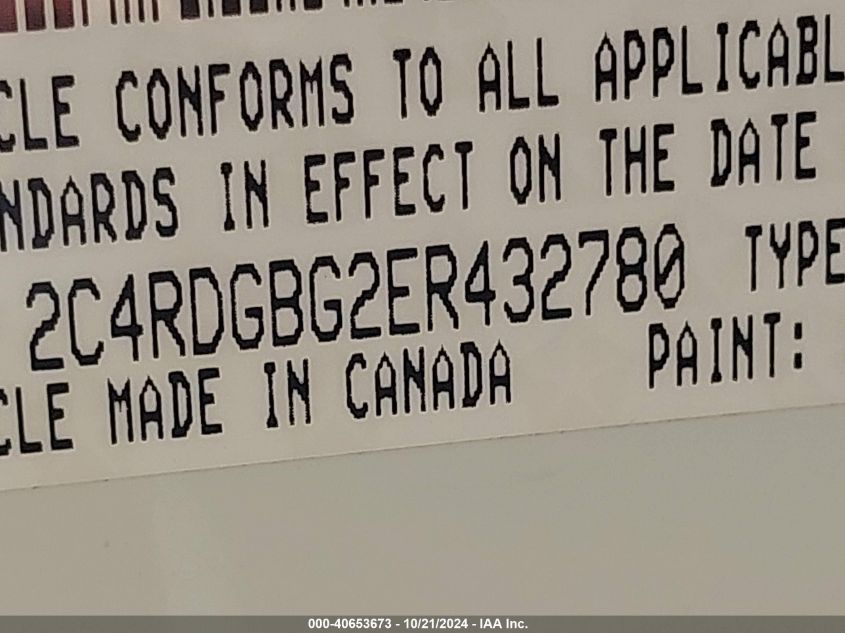 CLE CONFORMS TO ALL APPLICABL
NDARDS IN EFFECT ON THE DATE
2C4RDGBG2ER432780 TYPE
CLE MADE IN CANADA PAINT:
000-40653673 - 10/21/2024 - IAA Inc.